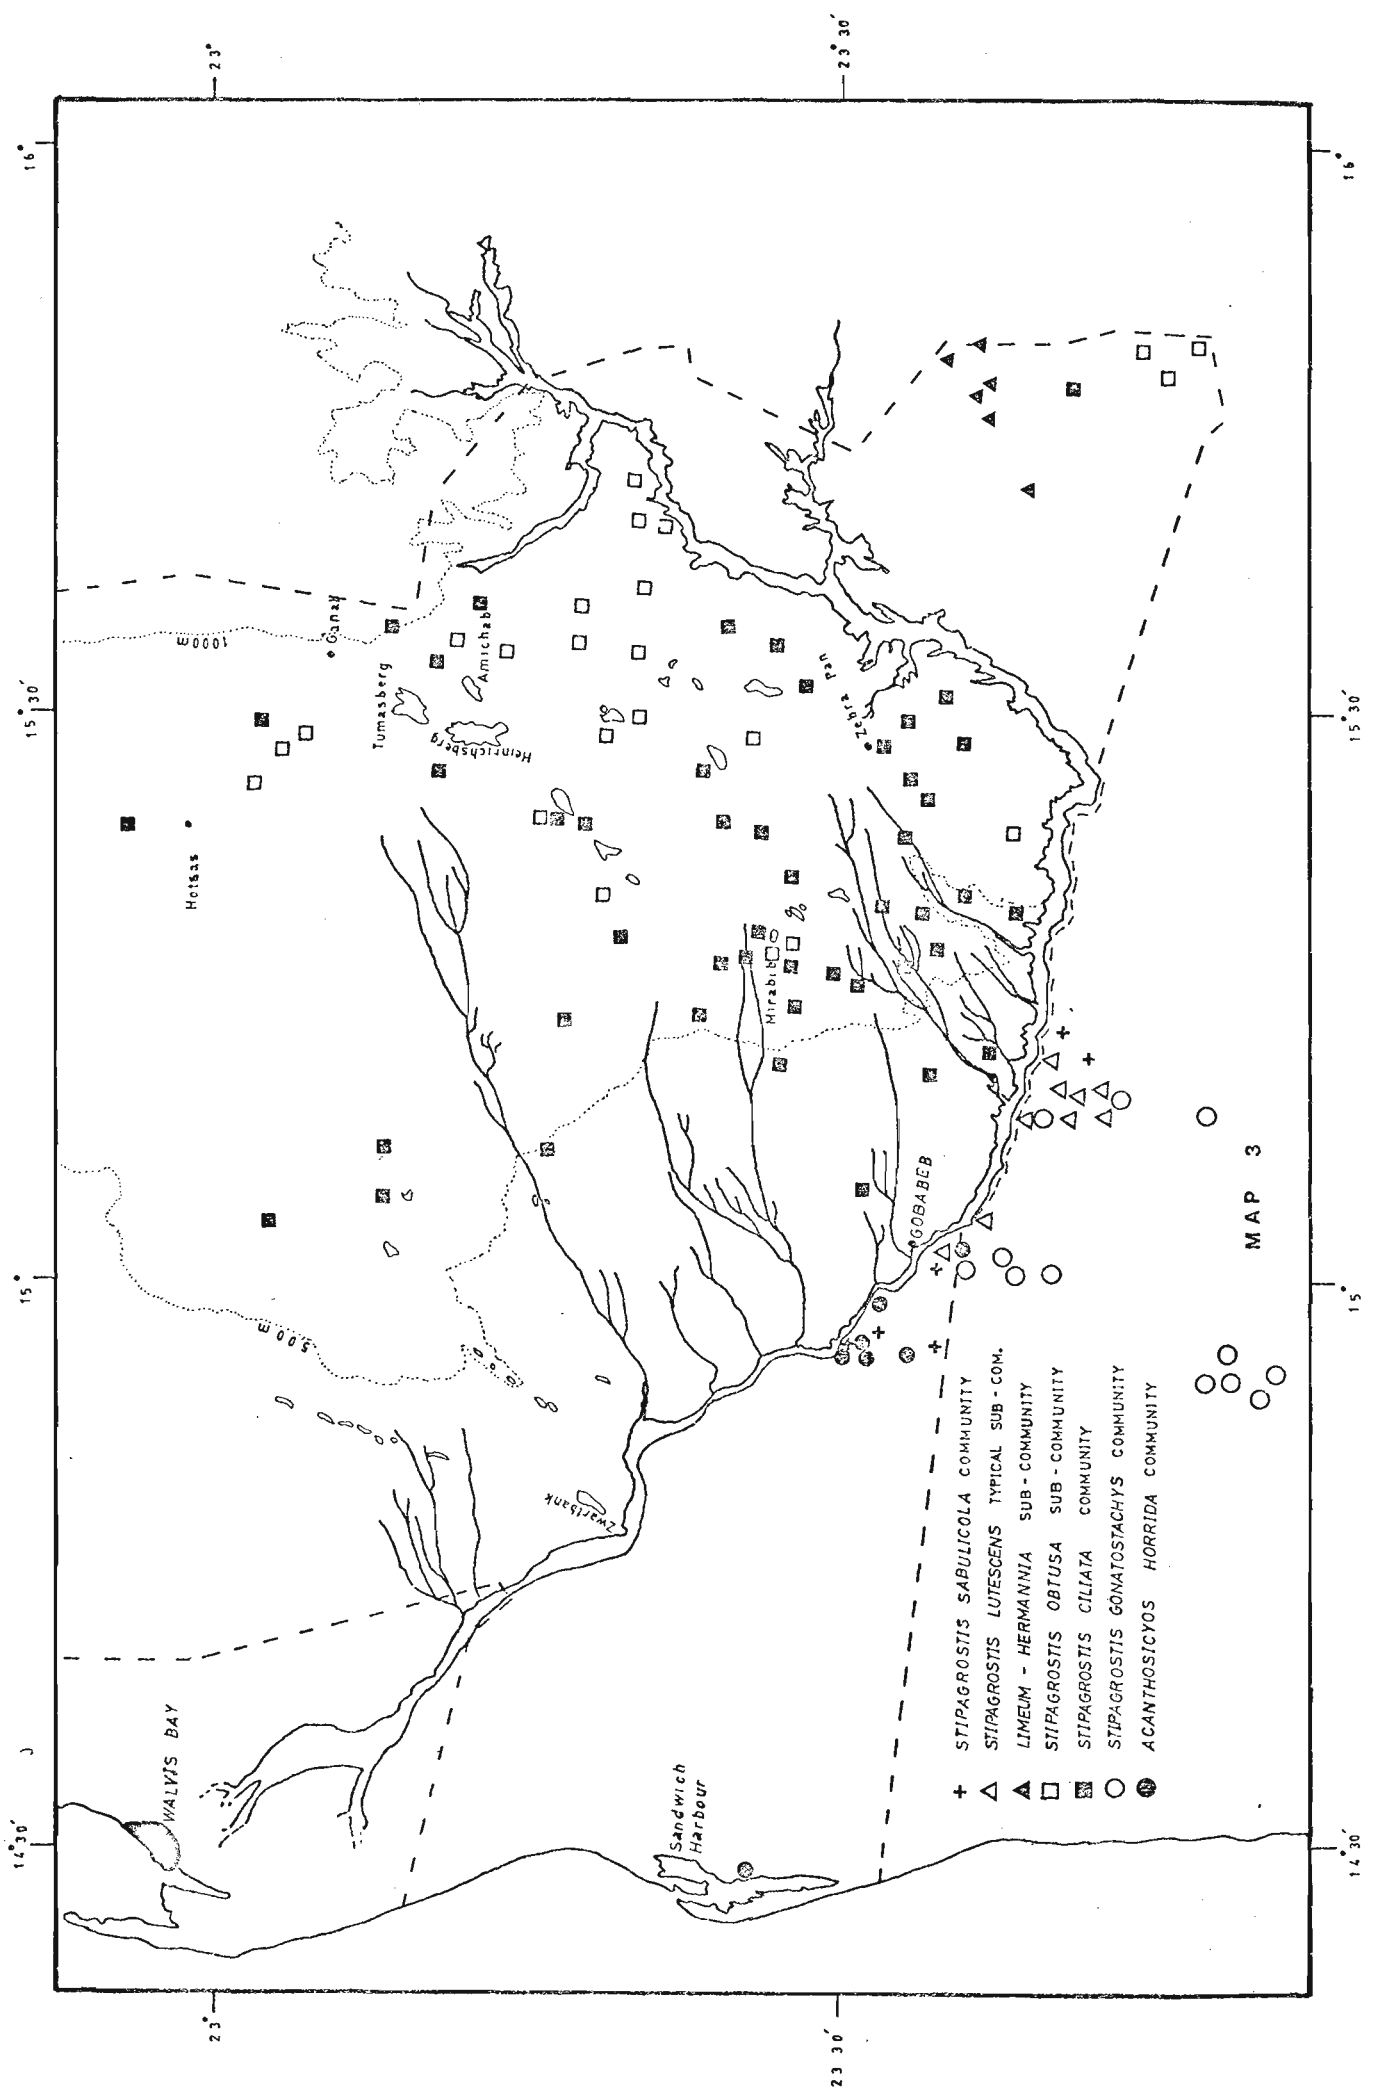 14° 30′
15°
15° 30′
16°
23°
23° 30′
WALVIS BAY
Hotsas
Ganab
Tumasberg
Heinrichsberg
Amichab
1000 m
500 m
Zwartbank
Mirabib
Zebra Pan
GOBABEB
Sandwich
Harbour
STIPAGROSTIS SABULICOLA COMMUNITY
STIPAGROSTIS LUTESCENS TYPICAL SUB-COM.
LIMEUM - HERMANNIA SUB-COMMUNITY
STIPAGROSTIS OBTUSA SUB-COMMUNITY
STIPAGROSTIS CILIATA COMMUNITY
STIPAGROSTIS GONATOSTACHYS COMMUNITY
ACANTHOSICYOS HORRIDA COMMUNITY
MAP 3
23°
23 30′
14° 30′
15°
15° 30′
16°